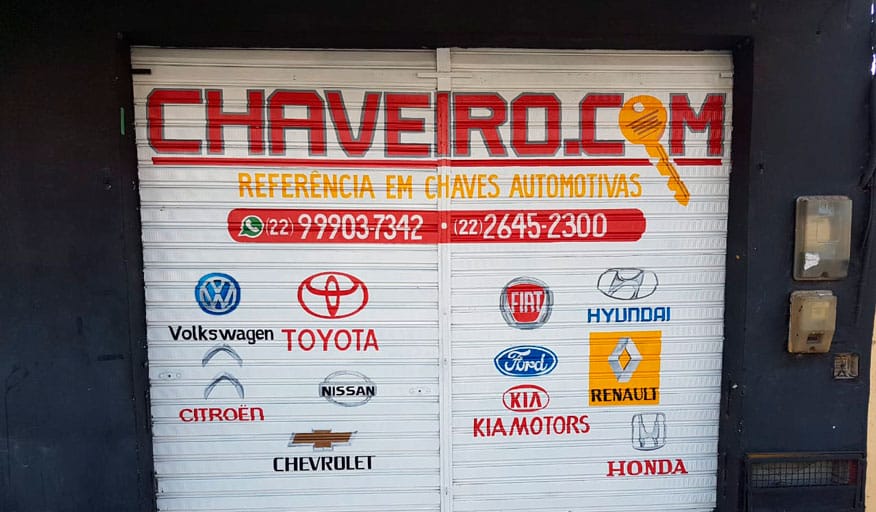 CHAVEIRO.COM
REFERÊNCIA EM CHAVES AUTOMOTIVAS
(22) 99903-7342 • (22) 2645-2300
Volkswagen
TOYOTA
CITROËN
NISSAN
CHEVROLET
FIAT
HYUNDAI
Ford
RENAULT
KIA
KIA MOTORS
HONDA